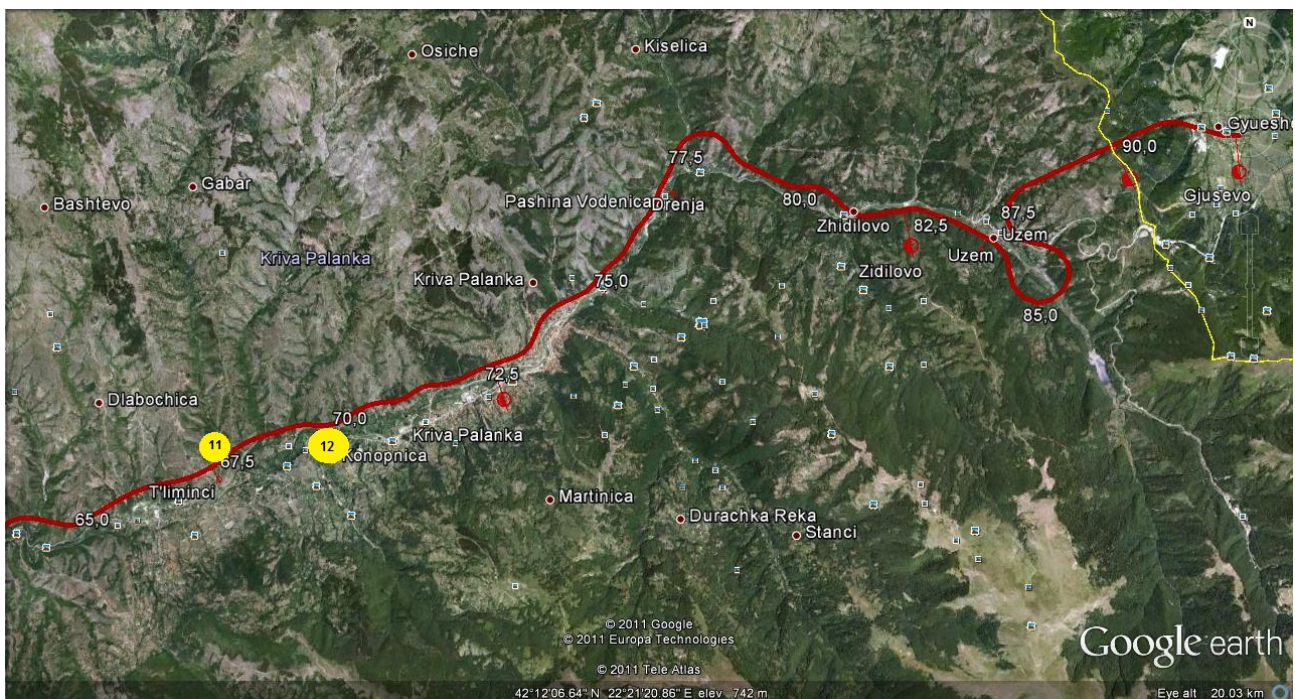 N
Osiche
Kiselica
Gyueshe
90,0
77,5
Gabar
Pashina Vodenica
Drenja
80,0
Gjusevo
Bashtevo
Zhidilovo
82,5
87,5
Uzem
Uzem
Kriva Palanka
Zidilovo
Kriva Palanka
75,0
85,0
72,5
Dlabochica
70,0
11
12
Kriva Palanka
67,5
Konopnica
T'liminci
Martinica
65,0
Durachka Reka
Stanci
© 2011 Google
© 2011 Europa Technologies
© 2011 Tele Atlas
Google earth
42°12'06.64" N 22°21'20.86" E elev 742 m
Eye alt 20.03 km